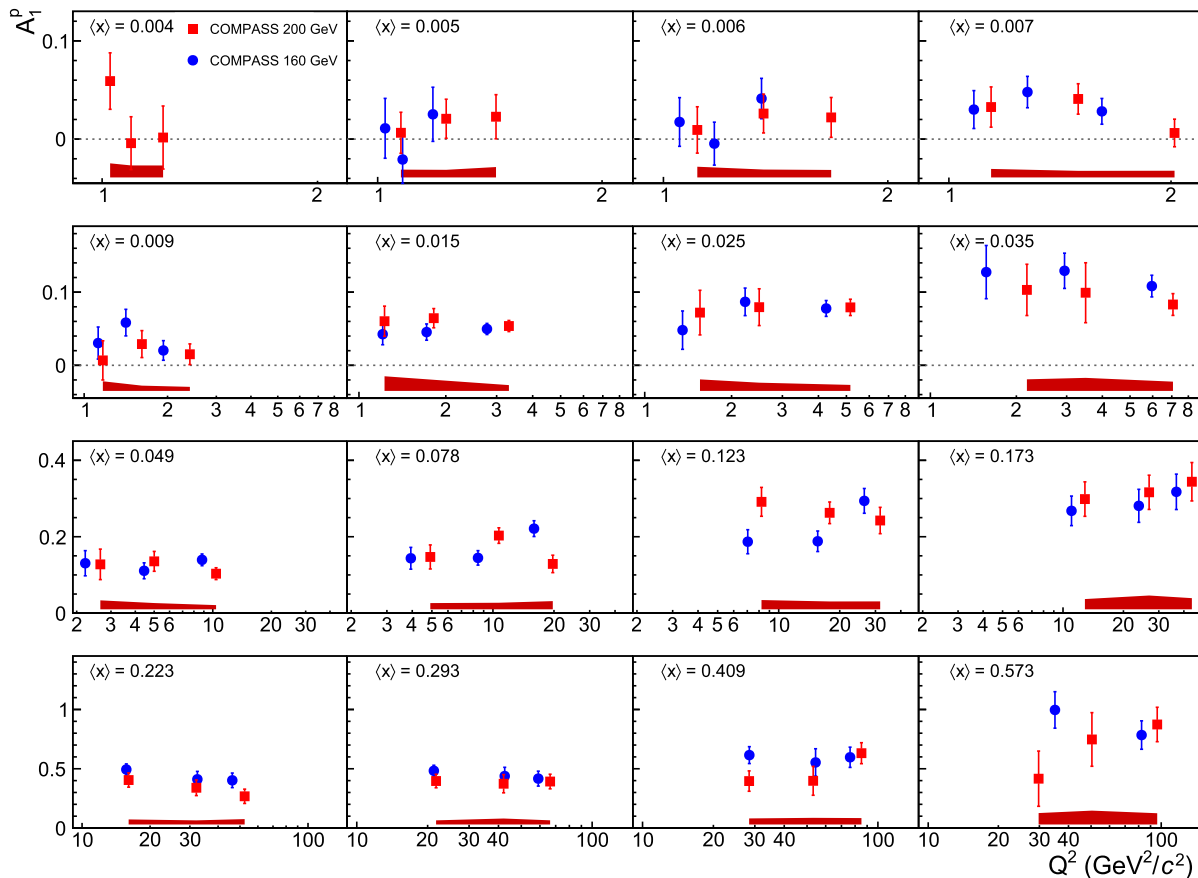 A₁ᵖ
⟨x⟩ = 0.004 ⟨x⟩ = 0.005 ⟨x⟩ = 0.006 ⟨x⟩ = 0.007
COMPASS 200 GeV
COMPASS 160 GeV
0.1
0
1 2 1 2 1 2 1 2
⟨x⟩ = 0.009 ⟨x⟩ = 0.015 ⟨x⟩ = 0.025 ⟨x⟩ = 0.035
0.1
0
1 2 3 4 5 6 7 8 1 2 3 4 5 6 7 8 1 2 3 4 5 6 7 8 1 2 3 4 5 6 7 8
⟨x⟩ = 0.049 ⟨x⟩ = 0.078 ⟨x⟩ = 0.123 ⟨x⟩ = 0.173
0.4
0.2
0
2 3 4 5 6 10 20 30 2 3 4 5 6 10 20 30 2 3 4 5 6 10 20 30 2 3 4 5 6 10 20 30
⟨x⟩ = 0.223 ⟨x⟩ = 0.293 ⟨x⟩ = 0.409 ⟨x⟩ = 0.573
1
0.5
0
10 20 30 100 10 20 30 100 10 20 30 100 10 20 30 40 100
Q² (GeV²/c²)